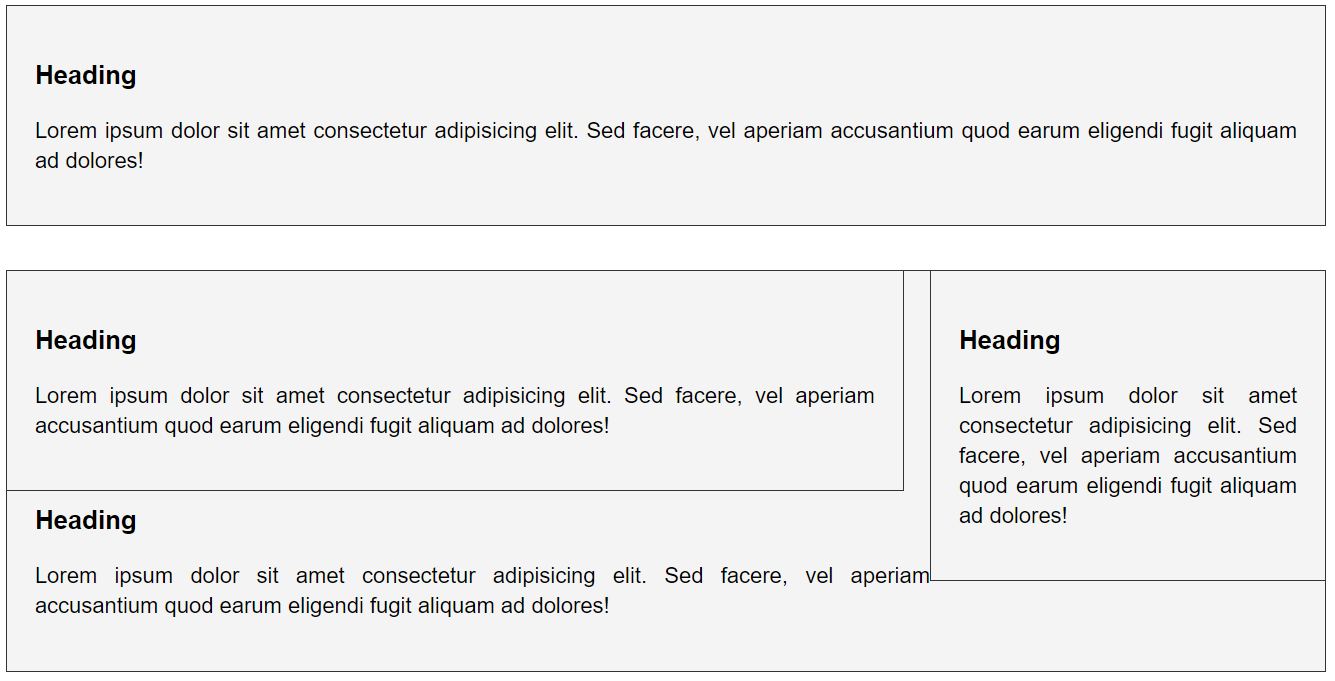 Heading
Lorem ipsum dolor sit amet consectetur adipisicing elit. Sed facere, vel aperiam accusantium quod earum eligendi fugit aliquam
ad dolores!
Heading
Lorem ipsum dolor sit amet consectetur adipisicing elit. Sed facere, vel aperiam
accusantium quod earum eligendi fugit aliquam ad dolores!
Heading
Lorem ipsum dolor sit amet
consectetur adipisicing elit. Sed
facere, vel aperiam accusantium
quod earum eligendi fugit aliquam
ad dolores!
Heading
Lorem ipsum dolor sit amet consectetur adipisicing elit. Sed facere, vel aperiam
accusantium quod earum eligendi fugit aliquam ad dolores!